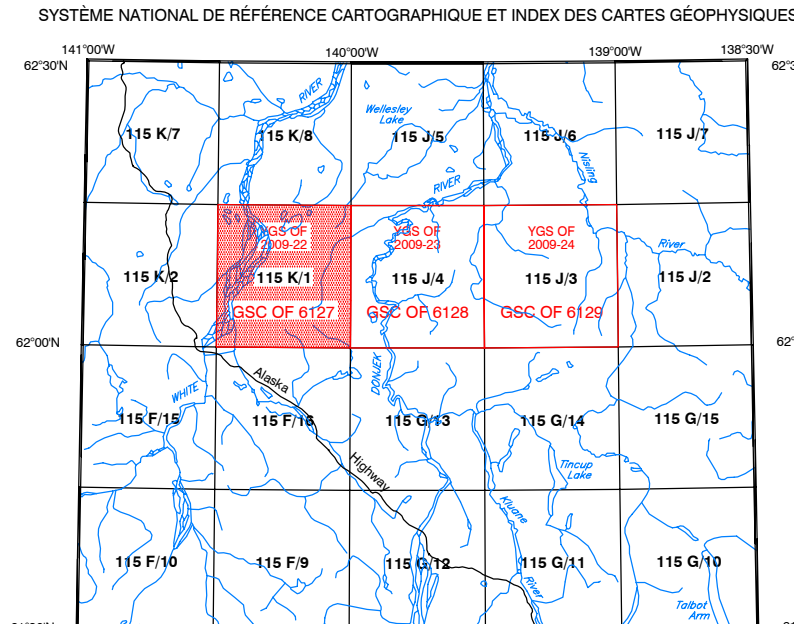 SYSTÈME NATIONAL DE RÉFÉRENCE CARTOGRAPHIQUE ET INDEX DES CARTES GÉOPHYSIQUES
141°00'W
140°00'W
139°00'W
138°30'W
62°30'N
RIVER
Wellesley
Lake
115 K/7
15 K/8
115 J/5
115 J/6
115 J/7
Nisling
RIVER
YGS OF
2009-22
YGS OF
2009-23
YGS OF
2009-24
River
115 K/2
115 K/1
115 J/4
115 J/3
115 J/2
GSC OF 6127
GSC OF 6128
GSC OF 6129
62°00'N
62°
Alaska
DONJEK
WHITE
115 F/15
115 F/16
115 G/13
115 G/14
115 G/15
Highway
Tincup
Lake
Kluane
115 F/10
115 F/9
115 G/12
115 G/11
115 G/10
River
Talbot
Arm